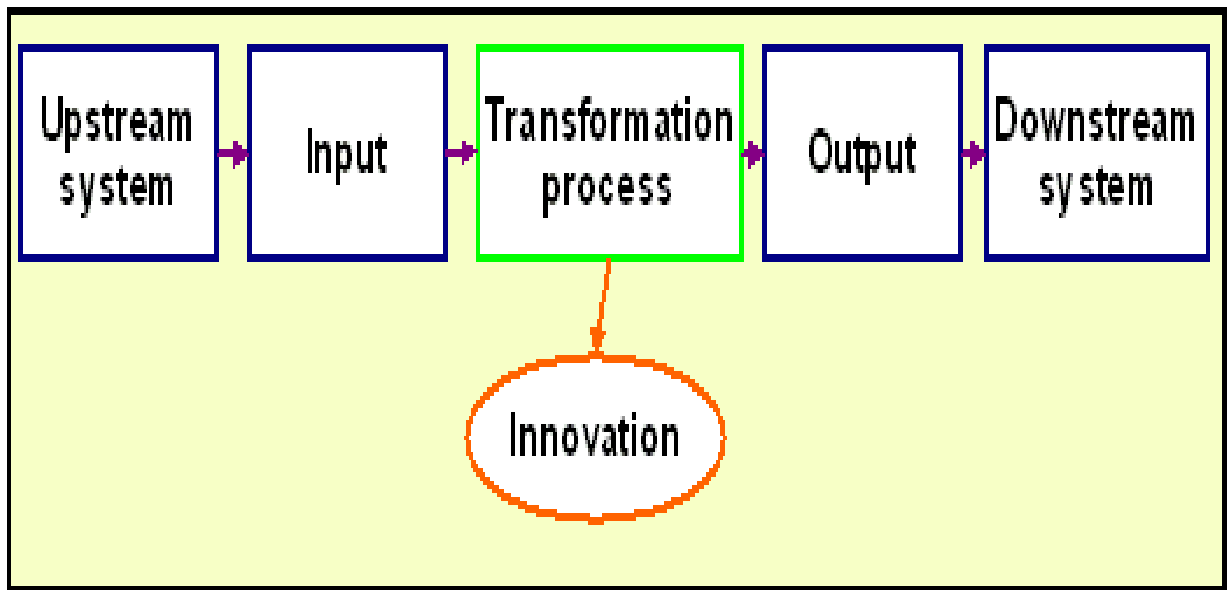 Upstream
system
Input
Transformation
process
Output
Downstream
system
Innovation